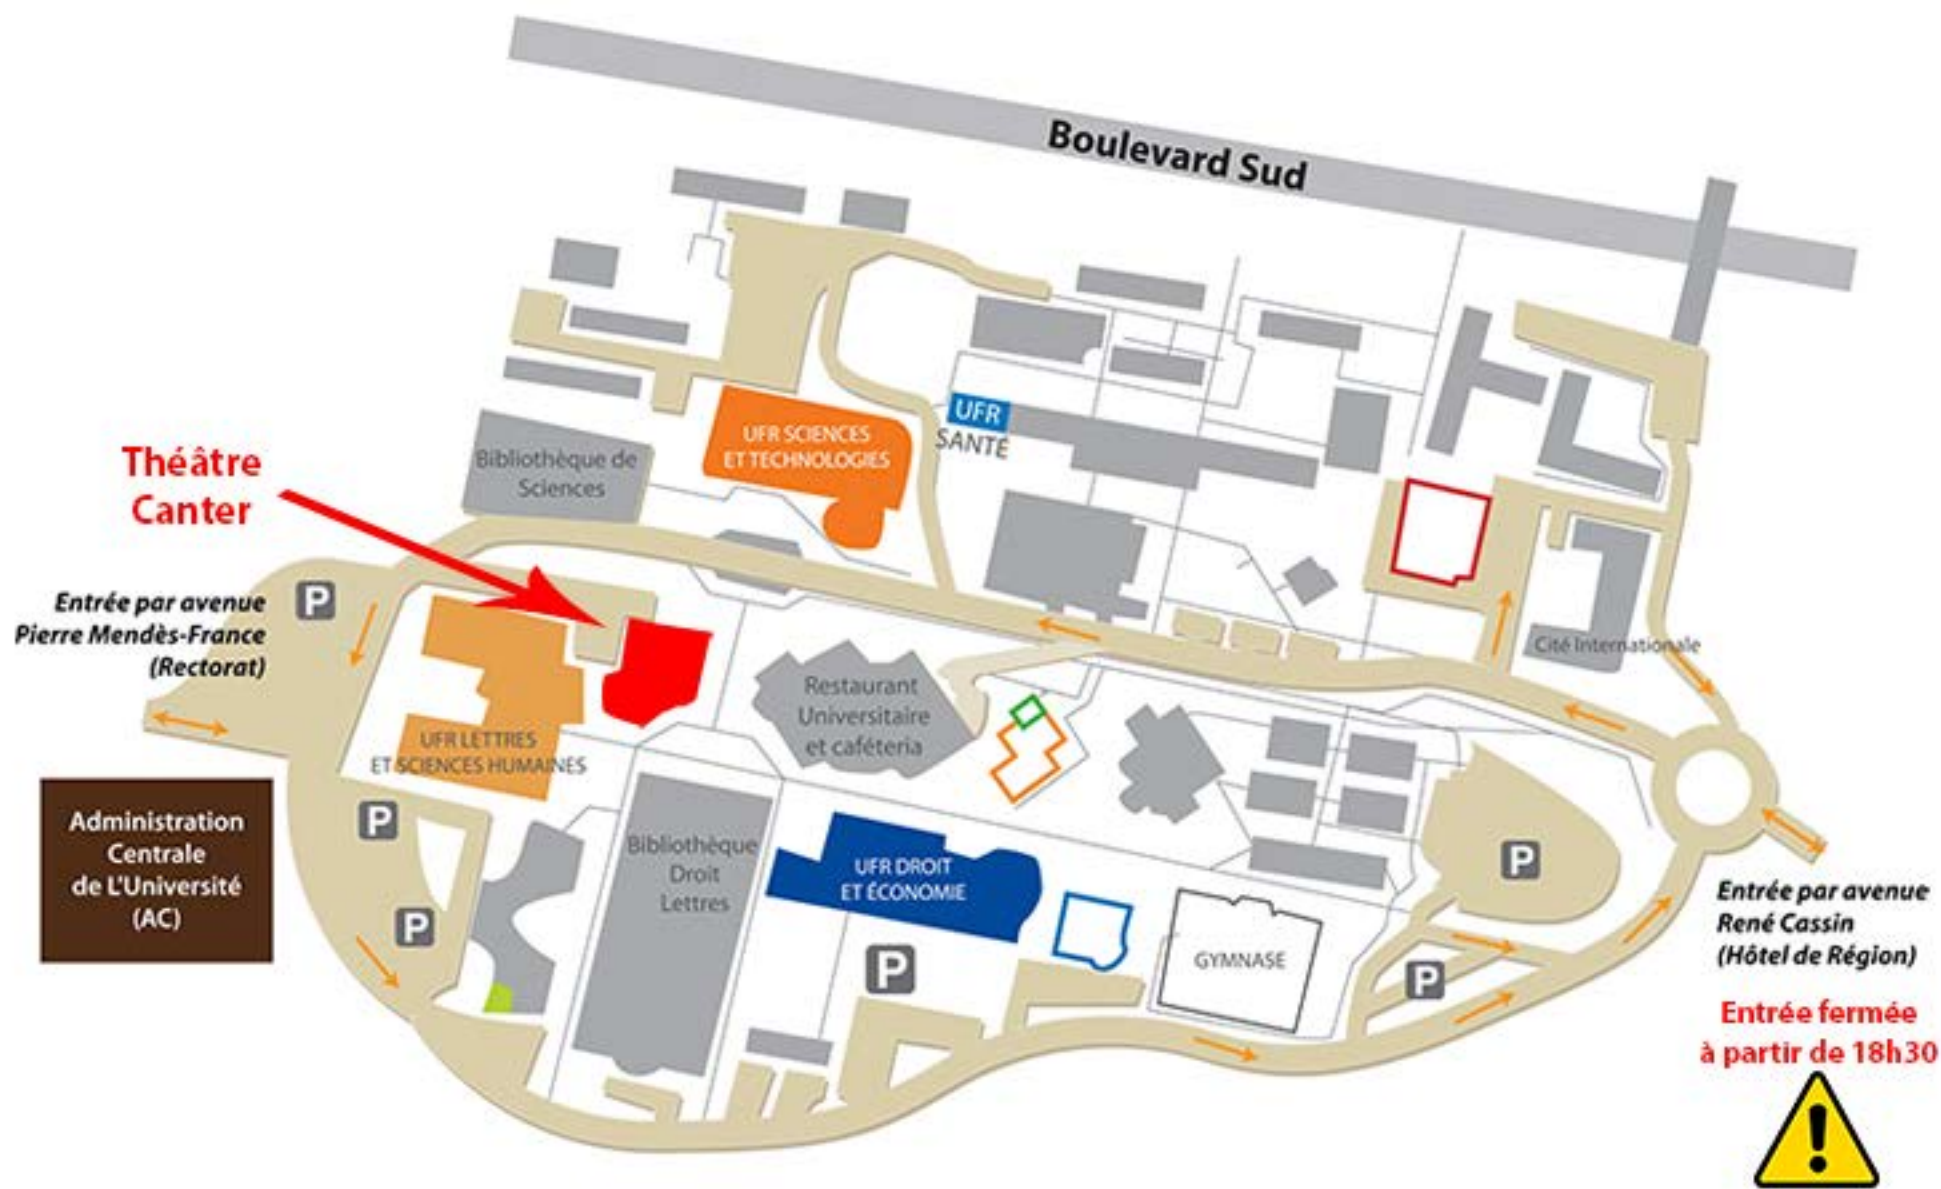 Boulevard Sud
UFR
SANTÉ
UFR SCIENCES
ET TECHNOLOGIES
Bibliothèque de
Sciences
Théâtre
Canter
P
Entrée par avenue
Pierre Mendès-France
(Rectorat)
Cité Internationale
Restaurant
Universitaire
et caféteria
UFR LETTRES
ET SCIENCES HUMAINES
Administration
Centrale
de L'Université
(AC)
P
P
Bibliothèque
Droit
Lettres
UFR DROIT
ET ÉCONOMIE
P
GYMNASE
P
P
Entrée par avenue
René Cassin
(Hôtel de Région)
Entrée fermée
à partir de 18h30
!